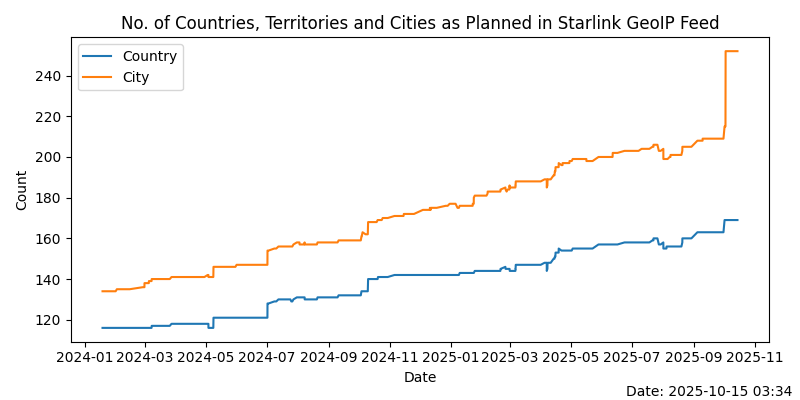 No. of Countries, Territories and Cities as Planned in Starlink GeoIP Feed
Country
City
240
220
200
180
160
140
120
Count
2024-01 2024-03 2024-05 2024-07 2024-09 2024-11 2025-01 2025-03 2025-05 2025-07 2025-09 2025-11
Date
Date: 2025-10-15 03:34